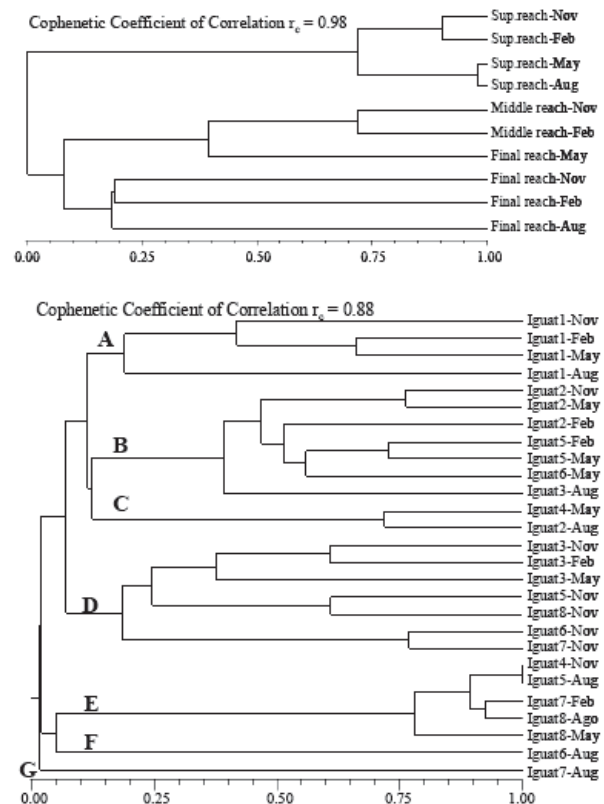 Cophenetic Coefficient of Correlation rc = 0.98
Sup.reach-Nov
Sup.reach-Feb
Sup.reach-May
Sup.reach-Aug
Middle reach-Nov
Middle reach-Feb
Final reach-May
Final reach-Nov
Final reach-Feb
Final reach-Aug
0.00 0.25 0.50 0.75 1.00
Cophenetic Coefficient of Correlation rc = 0.88
Iguat1-Nov
A
Iguat1-Feb
Iguat1-May
Iguat1-Aug
Iguat2-Nov
Iguat2-May
Iguat2-Feb
B
Iguat5-Feb
Iguat5-May
Iguat6-May
Iguat3-Aug
C
Iguat4-May
Iguat2-Aug
Iguat3-Nov
Iguat3-Feb
Iguat3-May
D
Iguat5-Nov
Iguat8-Nov
Iguat6-Nov
Iguat7-Nov
Iguat4-Nov
Iguat5-Aug
E
Iguat7-Feb
Iguat8-Ago
Iguat8-May
F
Iguat6-Aug
G
Iguat7-Aug
0.00 0.25 0.50 0.75 1.00